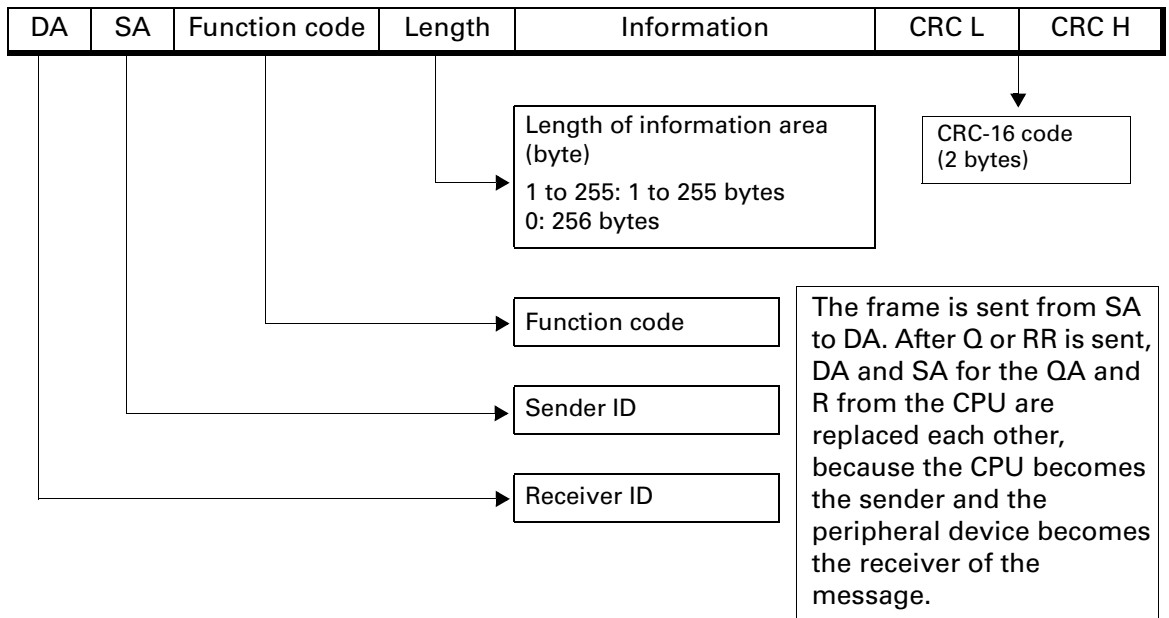 DA SA Function code Length Information CRC L CRC H
Length of information area
(byte)
1 to 255: 1 to 255 bytes
0: 256 bytes
CRC-16 code
(2 bytes)
Function code
Sender ID
Receiver ID
The frame is sent from SA
to DA. After Q or RR is sent,
DA and SA for the QA and
R from the CPU are
replaced each other,
because the CPU becomes
the sender and the
peripheral device becomes
the receiver of the
message.